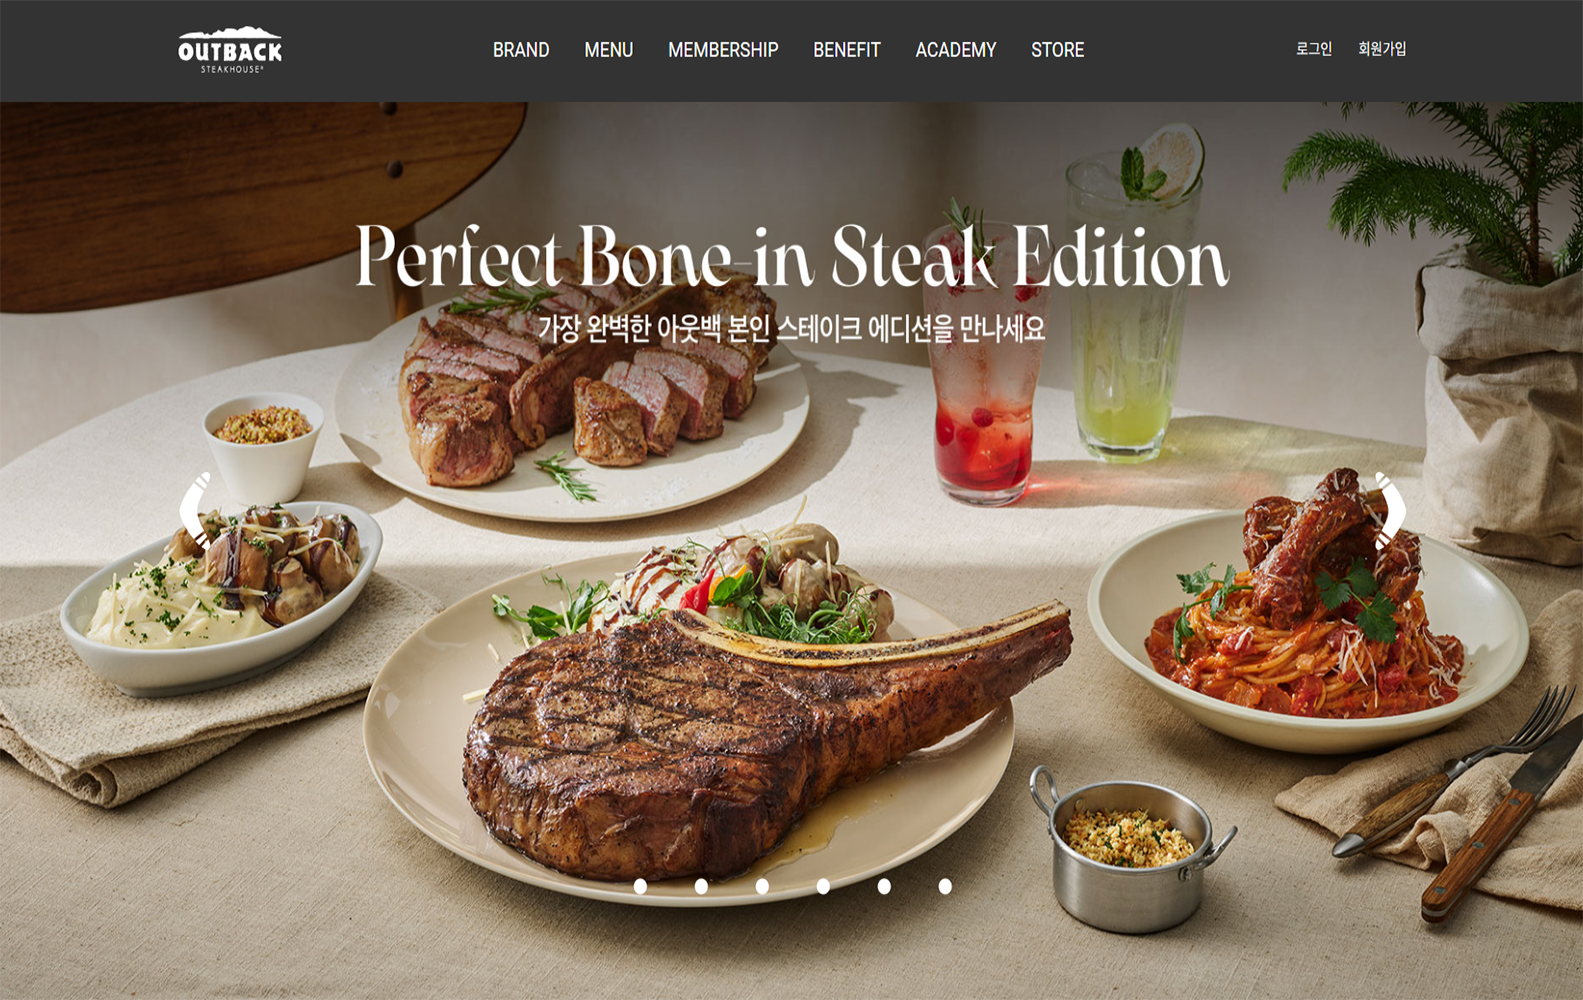 OUTBACK
STEAKHOUSE®
BRAND MENU MEMBERSHIP BENEFIT ACADEMY STORE
로그인 회원가입
Perfect Bone-in Steak Edition
가장 완벽한 아웃백 본인 스테이크 에디션을 만나세요